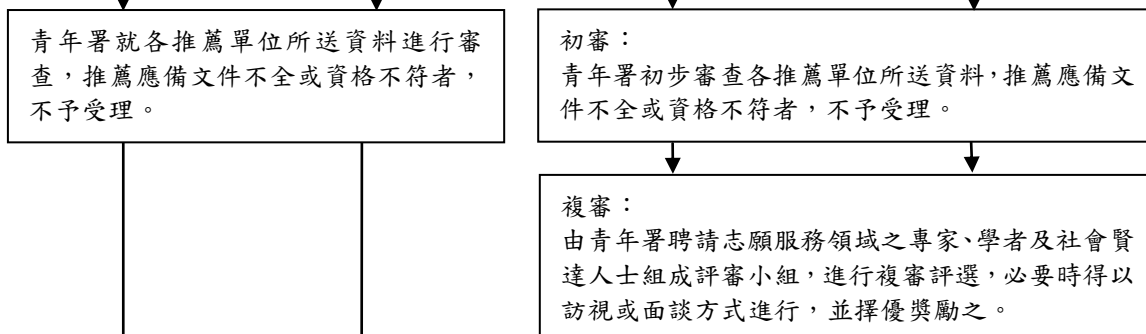 青年署就各推薦單位所送資料進行審
查，推薦應備文件不全或資格不符者，
不予受理。
初審：
青年署初步審查各推薦單位所送資料，推薦應備文
件不全或資格不符者，不予受理。
複審：
由青年署聘請志願服務領域之專家、學者及社會賢
達人士組成評審小組，進行複審評選，必要時得以
訪視或面談方式進行，並擇優獎勵之。